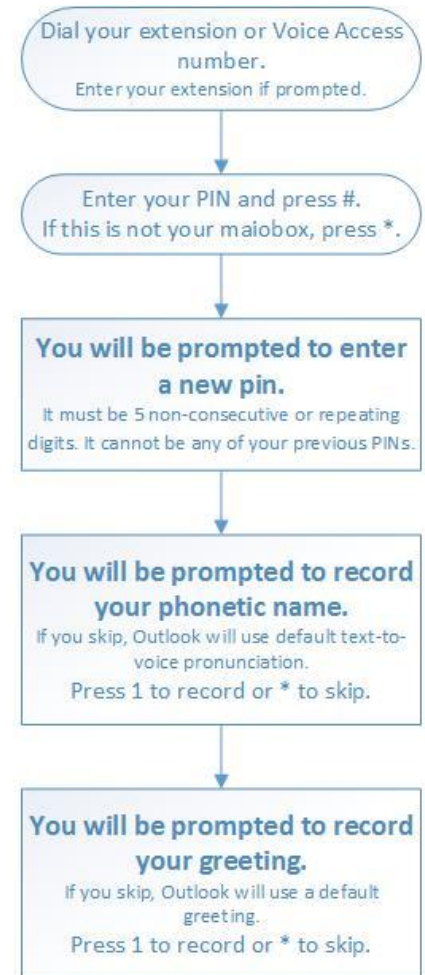 Dial your extension or Voice Access
number.
Enter your extension if prompted.
Enter your PIN and press #.
If this is not your maiobox, press *.
You will be prompted to enter
a new pin.
It must be 5 non-consecutive or repeating
digits. It cannot be any of your previous PINs.
You will be prompted to record
your phonetic name.
If you skip, Outlook will use default text-to-
voice pronunciation.
Press 1 to record or * to skip.
You will be prompted to record
your greeting.
If you skip, Outlook will use a default
greeting.
Press 1 to record or * to skip.